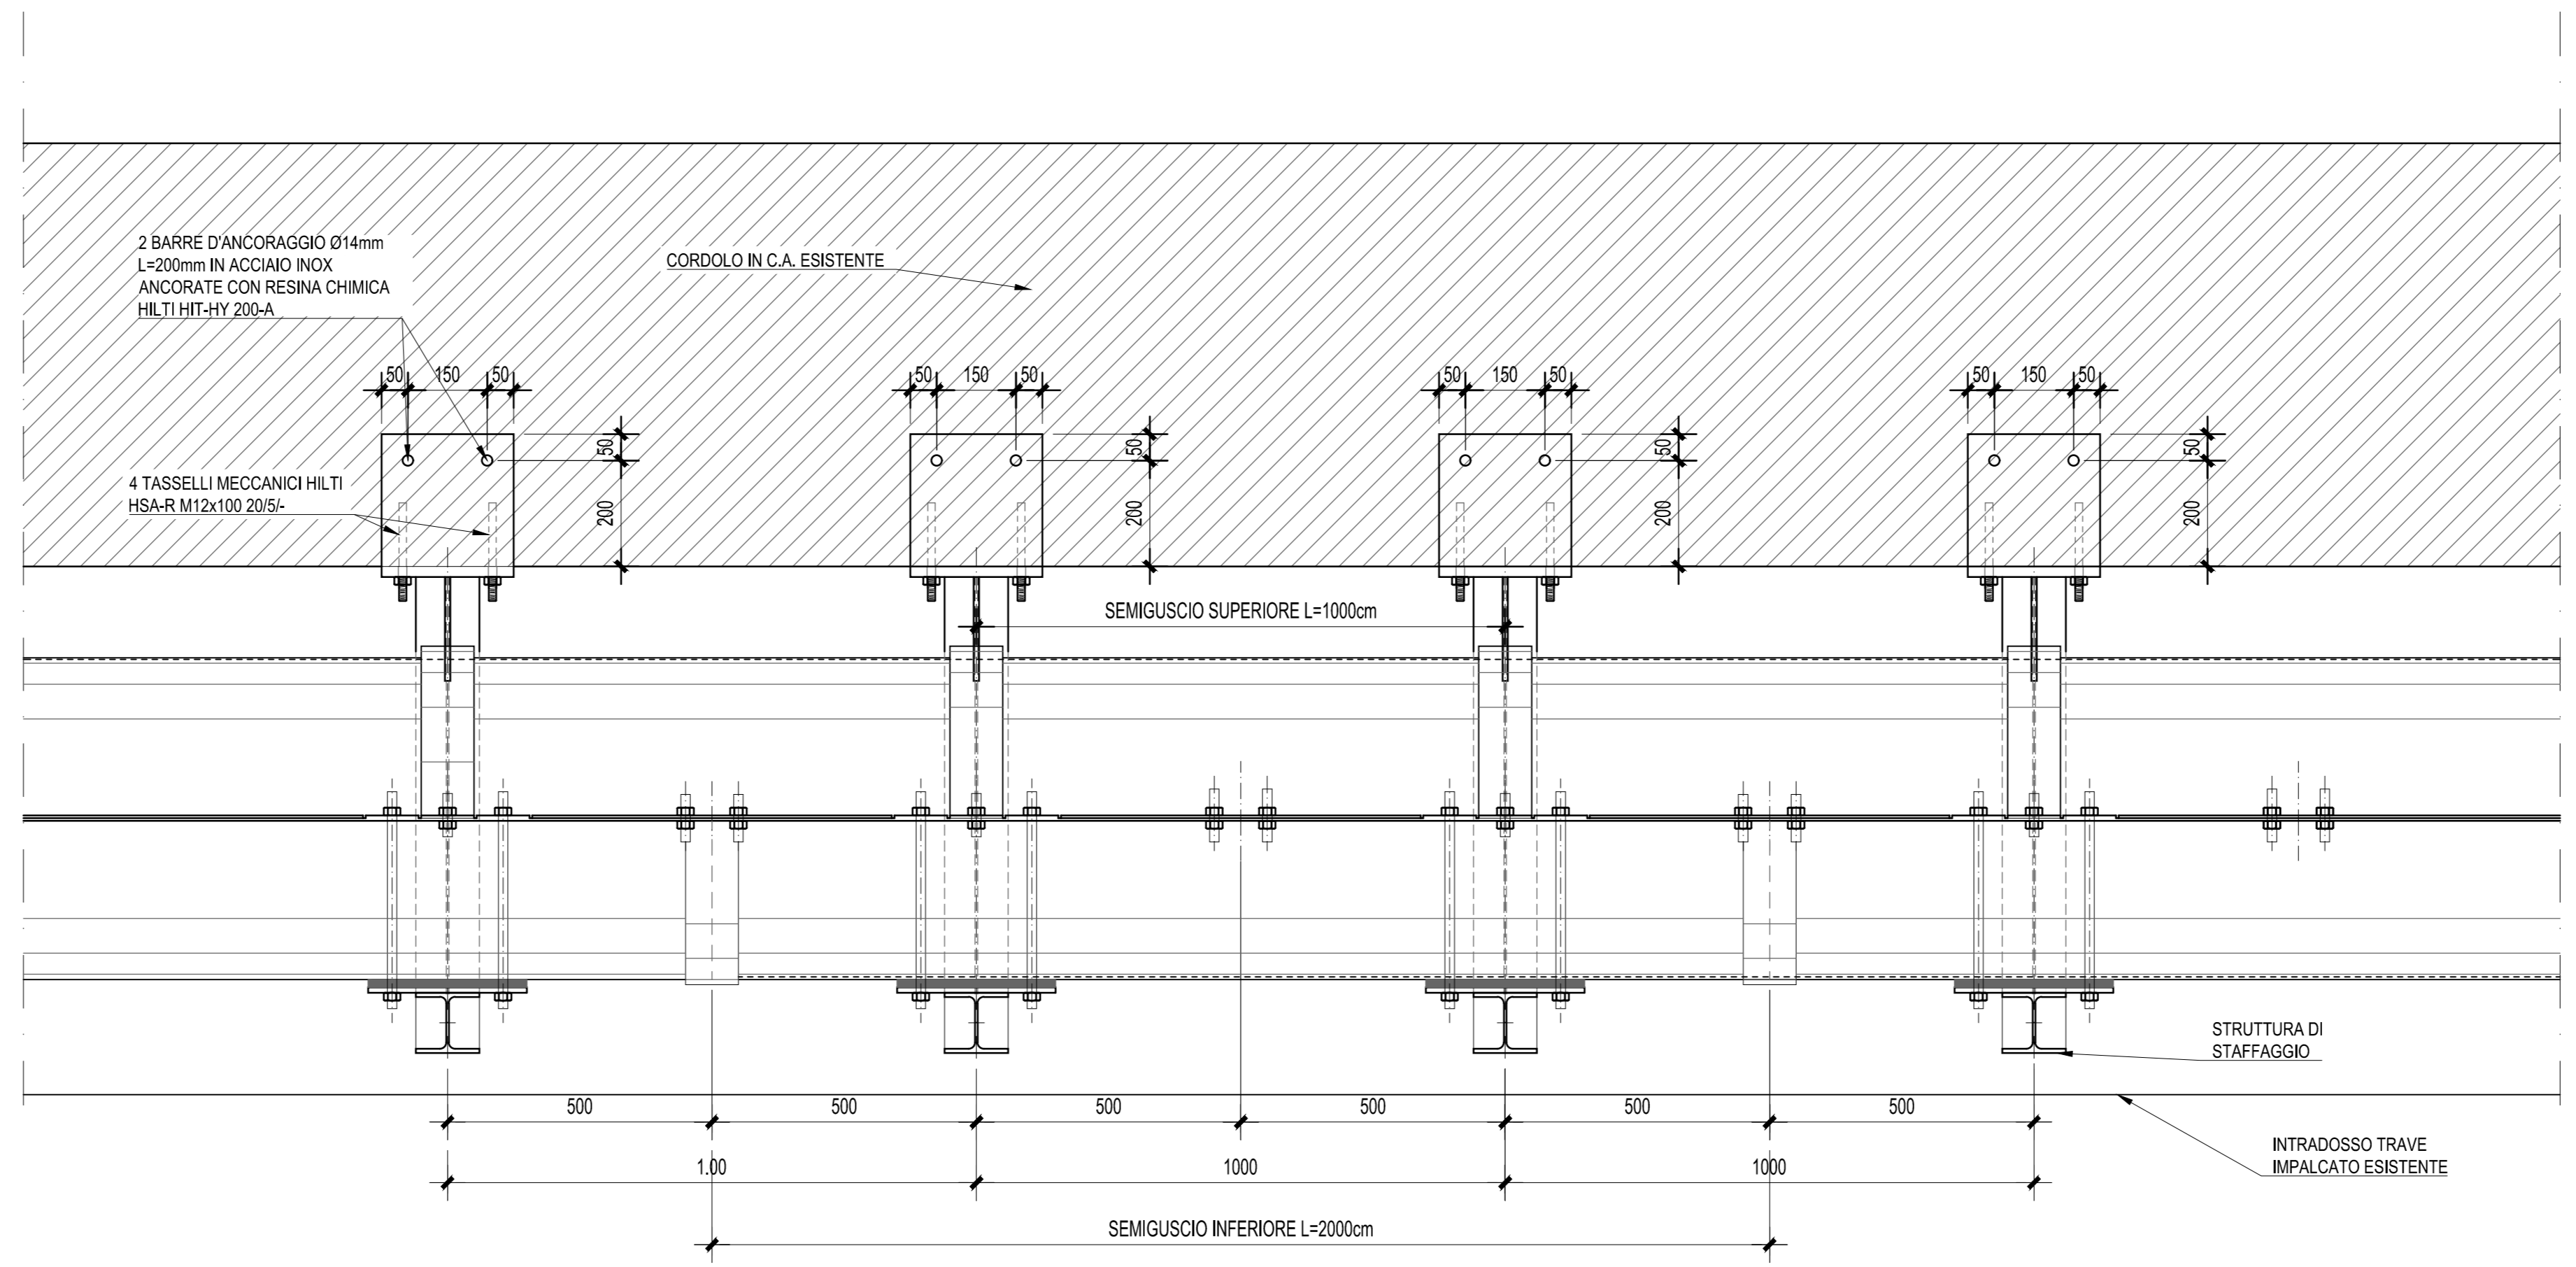 2 BARRE D'ANCORAGGIO Ø14mm
L=200mm IN ACCIAIO INOX
ANCORATE CON RESINA CHIMICA
HILTI HIT-HY 200-A
CORDOLO IN C.A. ESISTENTE
50 150 50
50 150 50
50 150 50
50 150 50
50
50
50
50
4 TASSELLI MECCANICI HILTI
HSA-R M12x100 20/5/-
200
200
200
200
SEMIGUSCIO SUPERIORE L=1000cm
STRUTTURA DI
STAFFAGGIO
500 500 500 500 500 500
INTRADOSSO TRAVE
IMPALCATO ESISTENTE
1.00 1000 1000
SEMIGUSCIO INFERIORE L=2000cm